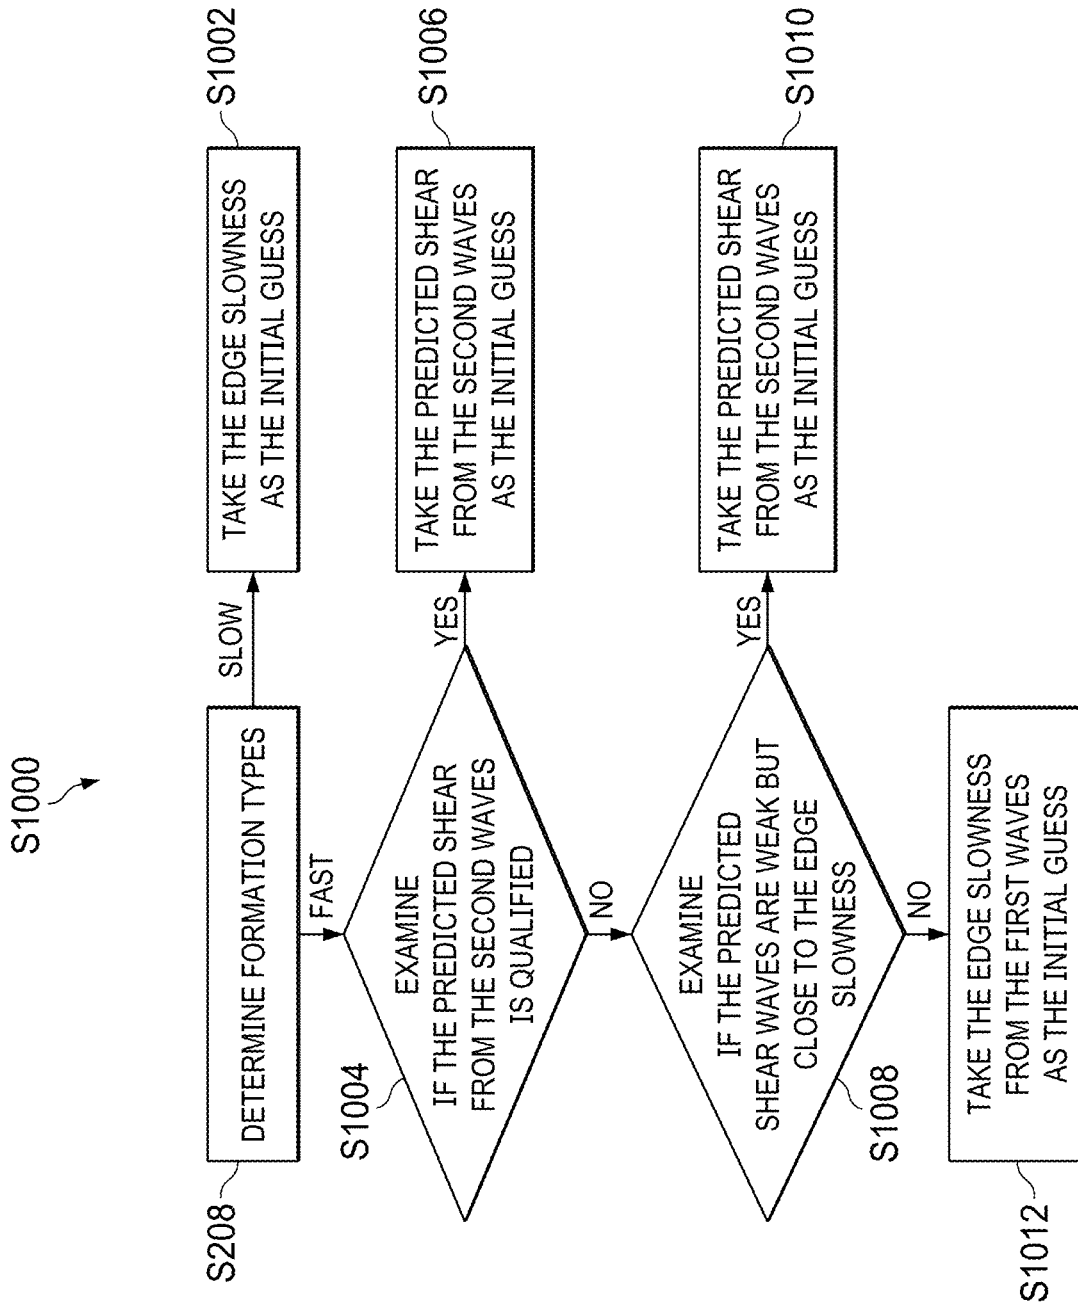 S1000
S208
DETERMINE FORMATION TYPES
SLOW
TAKE THE EDGE SLOWNESS
AS THE INITIAL GUESS
S1002
FAST
S1004
EXAMINE
IF THE PREDICTED SHEAR
FROM THE SECOND WAVES
IS QUALIFIED
YES
TAKE THE PREDICTED SHEAR
FROM THE SECOND WAVES
AS THE INITIAL GUESS
S1006
NO
EXAMINE
IF THE PREDICTED
SHEAR WAVES ARE WEAK BUT
CLOSE TO THE EDGE
SLOWNESS
S1008
YES
TAKE THE PREDICTED SHEAR
FROM THE SECOND WAVES
AS THE INITIAL GUESS
S1010
NO
TAKE THE EDGE SLOWNESS
FROM THE FIRST WAVES
AS THE INITIAL GUESS
S1012